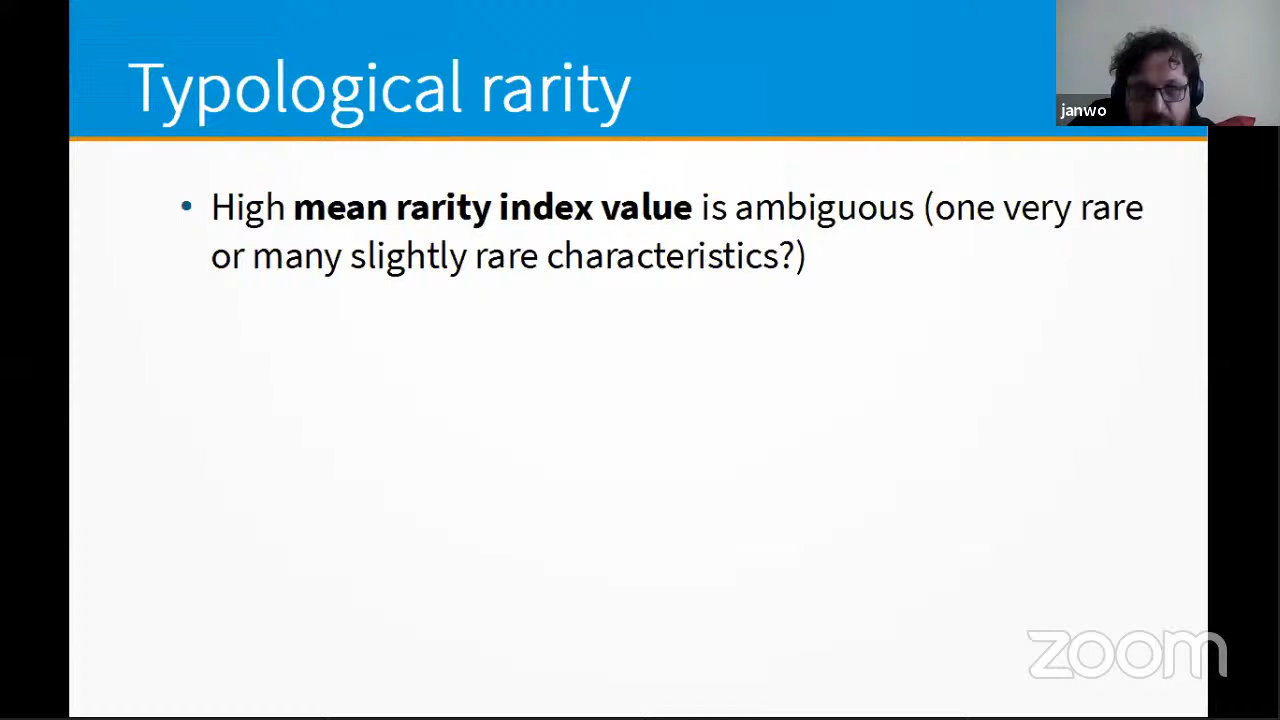 Typological rarity
janwo
• High mean rarity index value is ambiguous (one very rare
or many slightly rare characteristics?)
zoom